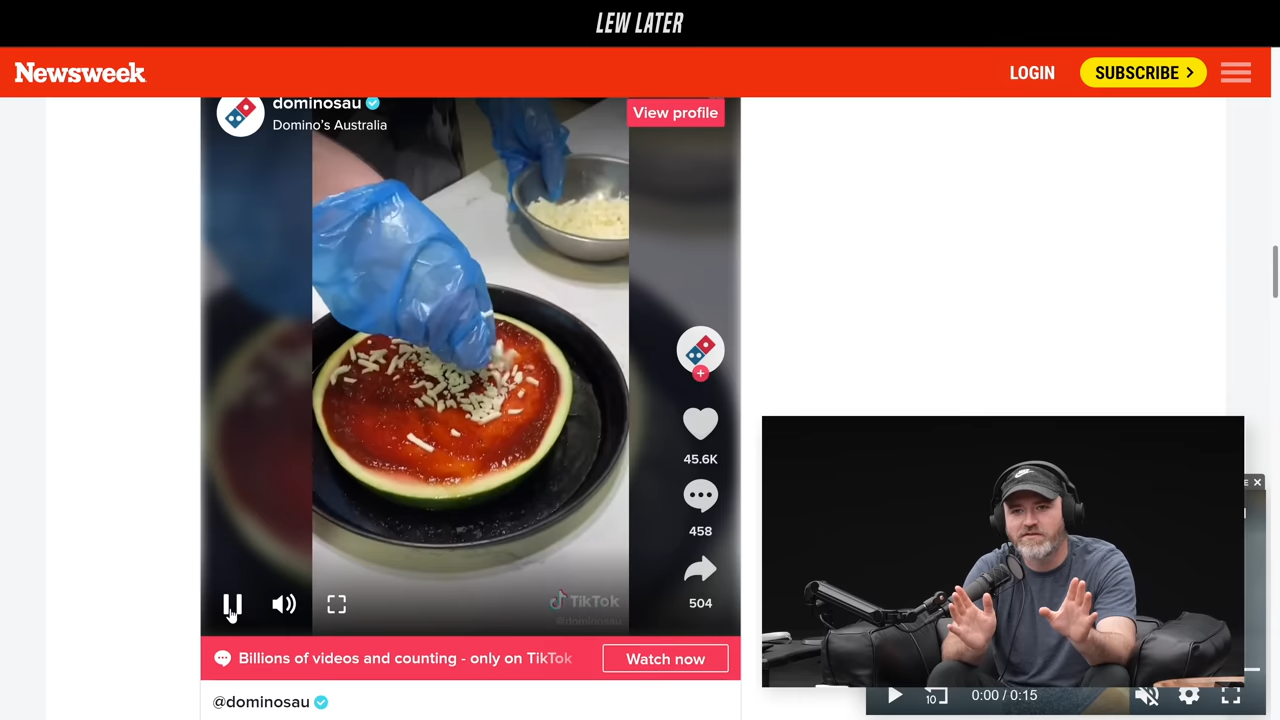 LEW LATER
Newsweek
LOGIN
SUBSCRIBE >
dominosau
Domino's Australia
View profile
45.6K
458
504
TikTok
@dominosau
Billions of videos and counting - only on TikTok
Watch now
@dominosau
10
0:00 / 0:15